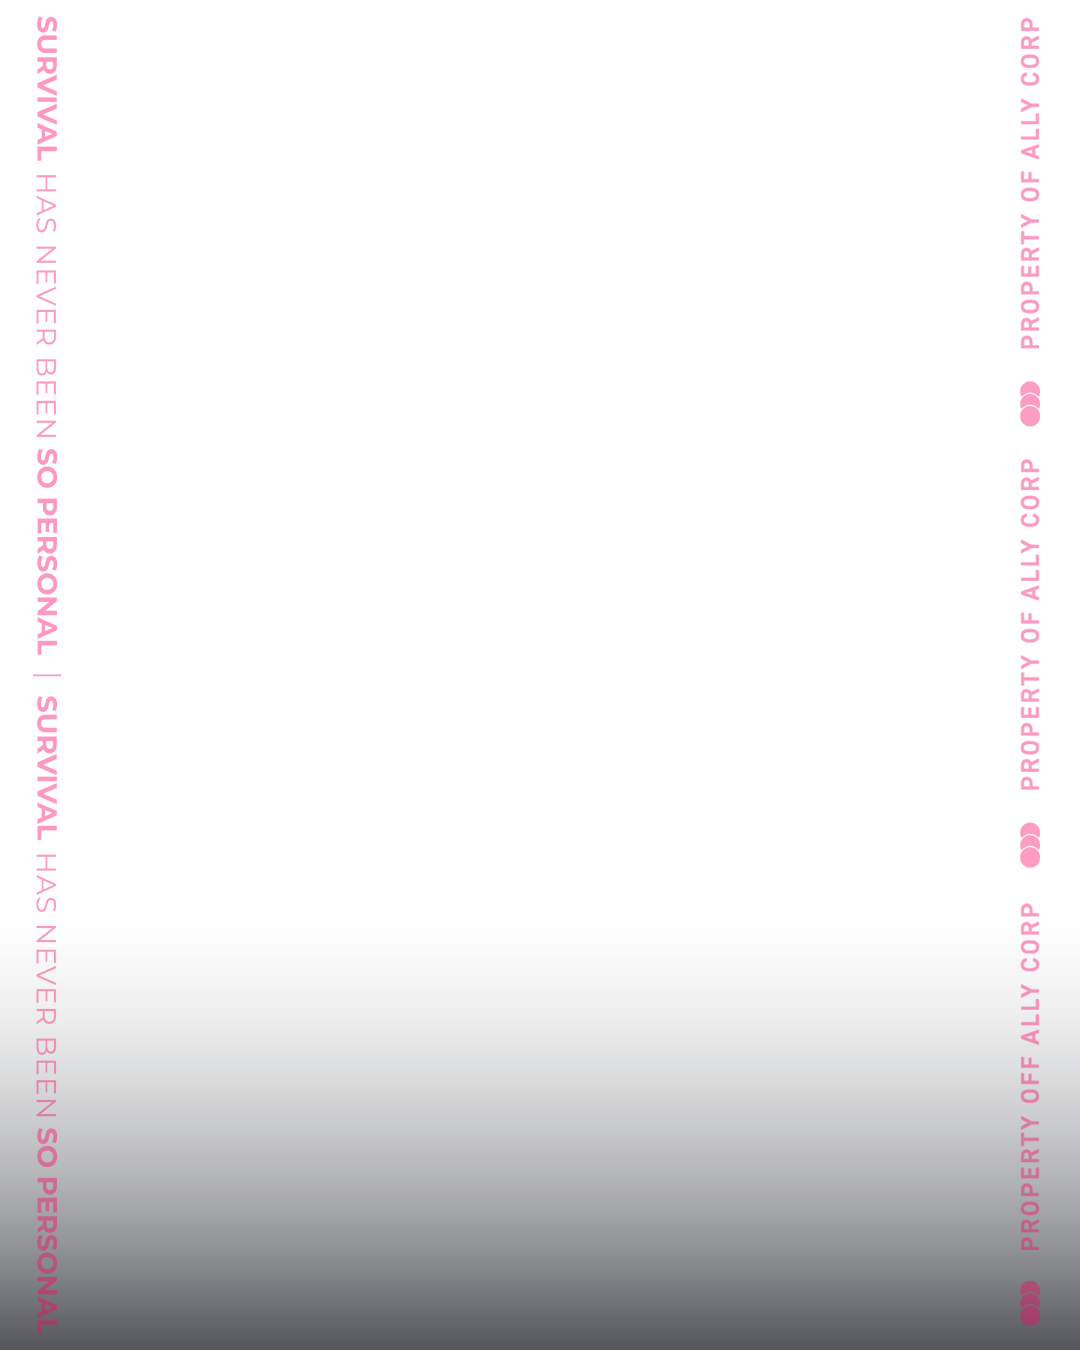 SURVIVAL HAS NEVER BEEN SO PERSONAL | SURVIVAL HAS NEVER BEEN SO PERSONAL
PROPERTY OFF ALLY CORP
PROPERTY OF ALLY CORP
PROPERTY OF ALLY CORP